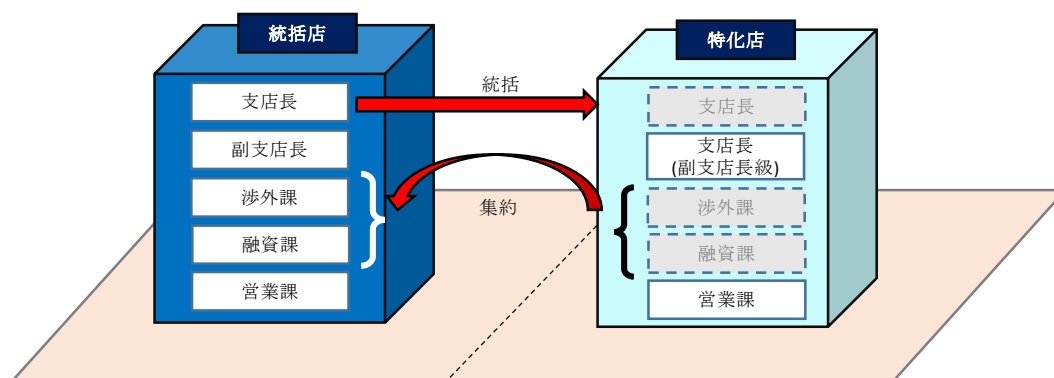 統括店
特化店
支店長
副支店長
渉外課
融資課
営業課
統括
集約
支店長
支店長
(副支店長級)
渉外課
融資課
営業課